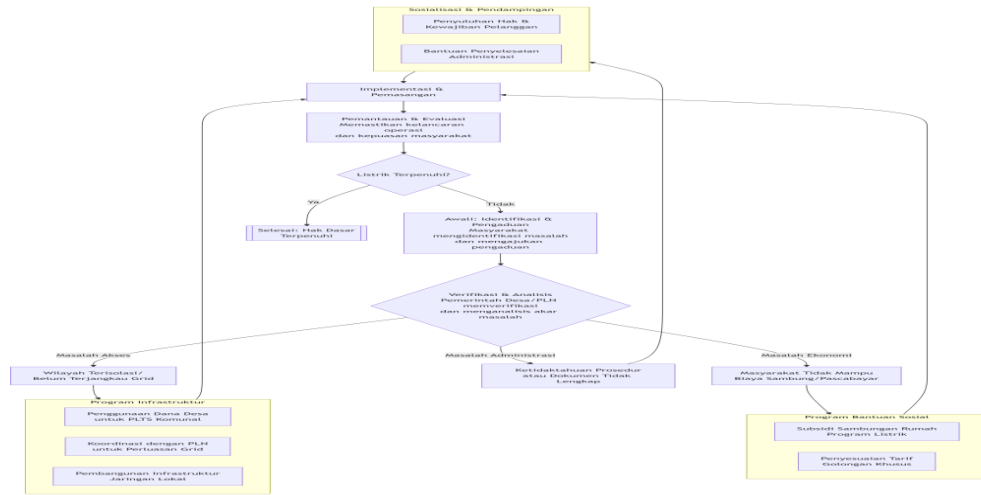 Sosialisasi & Pendampingan
Penyuluhan Hak &
Kewajiban Pelanggan
Bantuan Penyelesaian
Administrasi
Implementasi &
Pemasangan
Pemantauan & Evaluasi
Memastikan kelancaran
operasi
dan kepuasan masyarakat
Listrik Terpenuhi?
Ya
Tidak
Selesai: Hak Dasar
Terpenuhi
Awali: Identifikasi &
Pengaduan
Masyarakat
mengidentifikasi masalah
dan mengajukan
pengaduan
Verifikasi & Analisis
Pemerintah Desa/PLN
memverifikasi
dan menganalisis akar
masalah
Masalah Akses
Masalah Administrasi
Masalah Ekonomi
Wilayah Terisolasi/
Belum Terjangkau Grid
Ketidaktahuan Prosedur
atau Dokumen Tidak
Lengkap
Masyarakat Tidak Mampu
Biaya Sambung/Pascabayar
Program Infrastruktur
Penggunaan Dana Desa
untuk PLTS Komunal
Koordinasi dengan PLN
untuk Perluasan Grid
Pembangunan Infrastruktur
Jaringan Lokal
Program Bantuan Sosial
Subsidi Sambungan Rumah
Program Listrik
Penyesuaian Tarif
Golongan Khusus